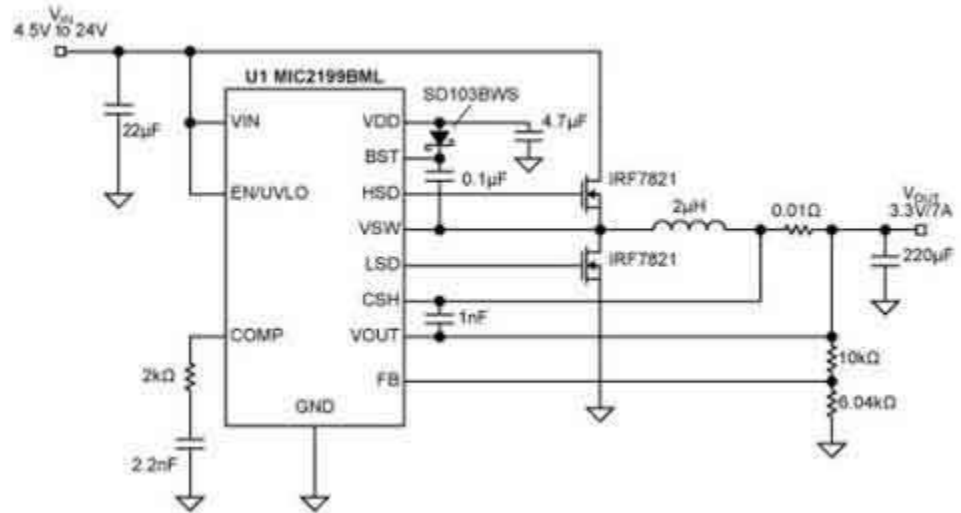 VIN
4.5V to 24V
U1 MIC2199BML
SD103BWS
22µF
VIN
VDD
4.7µF
BST
0.1µF
IRF7821
EN/UVLO
HSD
2µH
0.01Ω
VOUT
3.3V/7A
VSW
IRF7821
220µF
LSD
CSH
1nF
COMP
VOUT
10kΩ
2kΩ
FB
6.04kΩ
GND
2.2nF